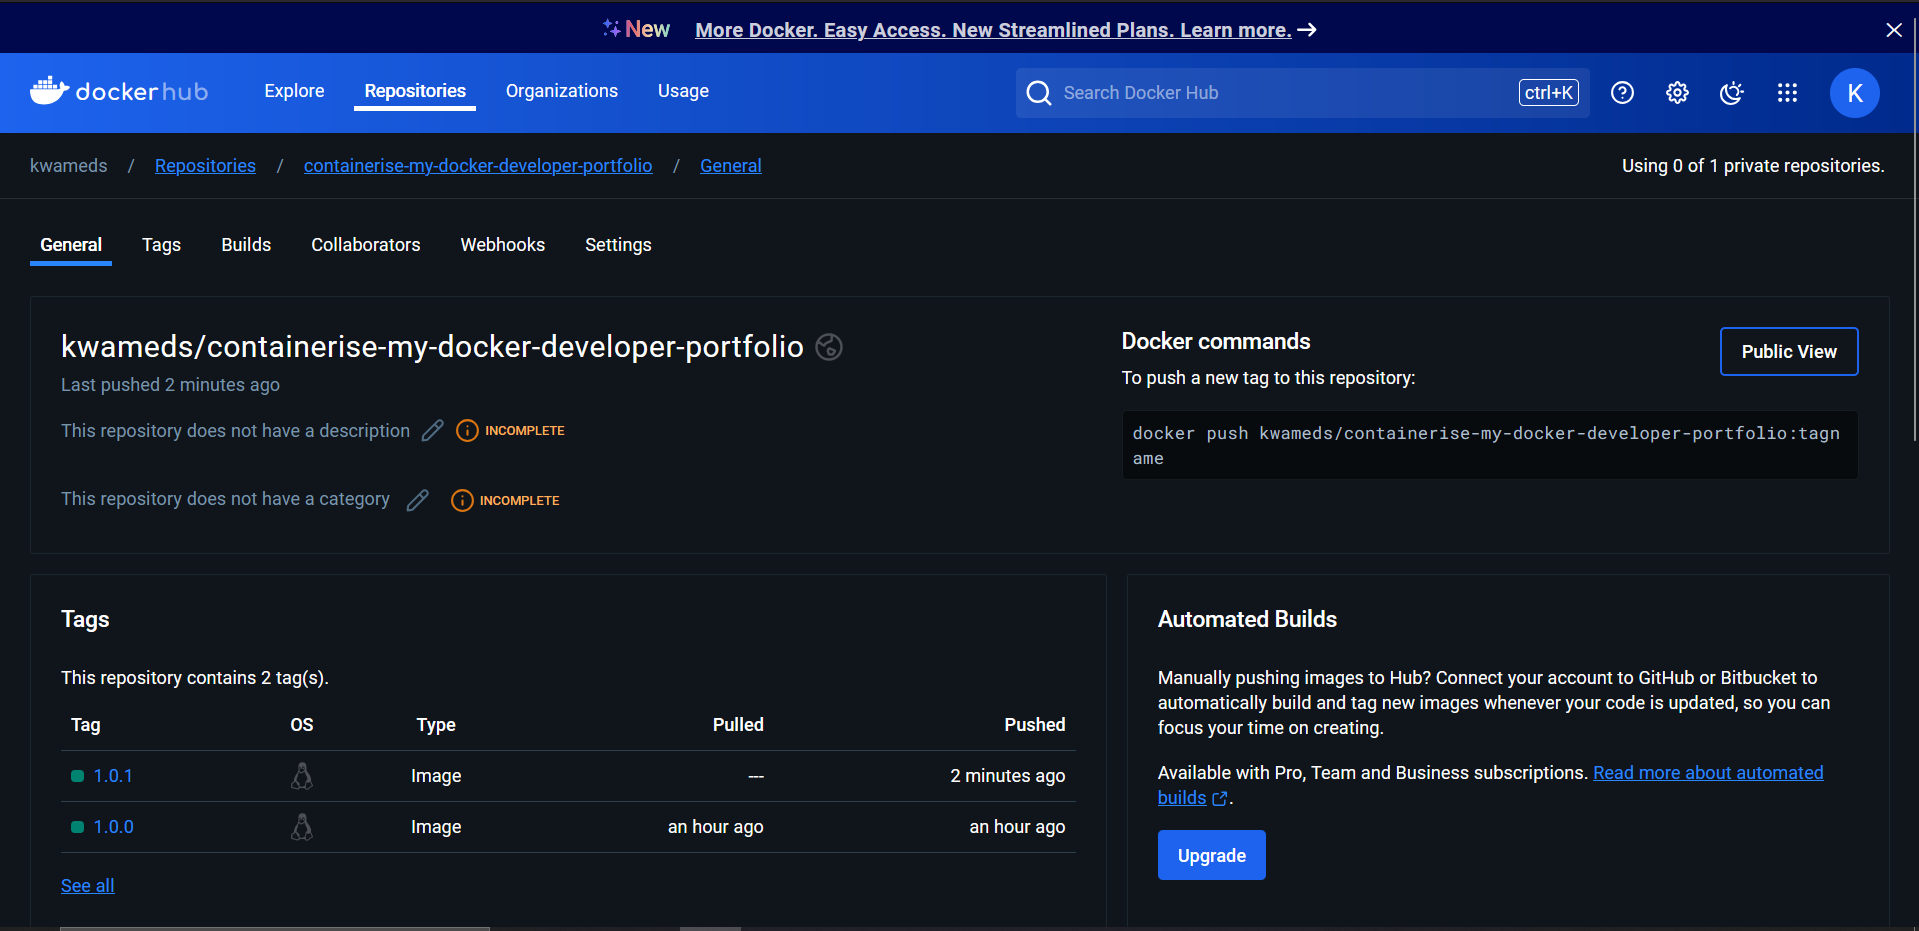 New More Docker. Easy Access. New Streamlined Plans. Learn more. →
docker hub Explore Repositories Organizations Usage Search Docker Hub ctrl+K K
kwameds / Repositories / containerise-my-docker-developer-portfolio / General Using 0 of 1 private repositories.
General Tags Builds Collaborators Webhooks Settings
kwameds/containerise-my-docker-developer-portfolio
Last pushed 2 minutes ago
This repository does not have a description INCOMPLETE
This repository does not have a category INCOMPLETE
Docker commands
Public View
To push a new tag to this repository:
docker push kwameds/containerise-my-docker-developer-portfolio:tagn
ame
Tags
This repository contains 2 tag(s).
Tag OS Type Pulled Pushed
1.0.1 Image --- 2 minutes ago
1.0.0 Image an hour ago an hour ago
See all
Automated Builds
Manually pushing images to Hub? Connect your account to GitHub or Bitbucket to
automatically build and tag new images whenever your code is updated, so you can
focus your time on creating.
Available with Pro, Team and Business subscriptions. Read more about automated
builds .
Upgrade